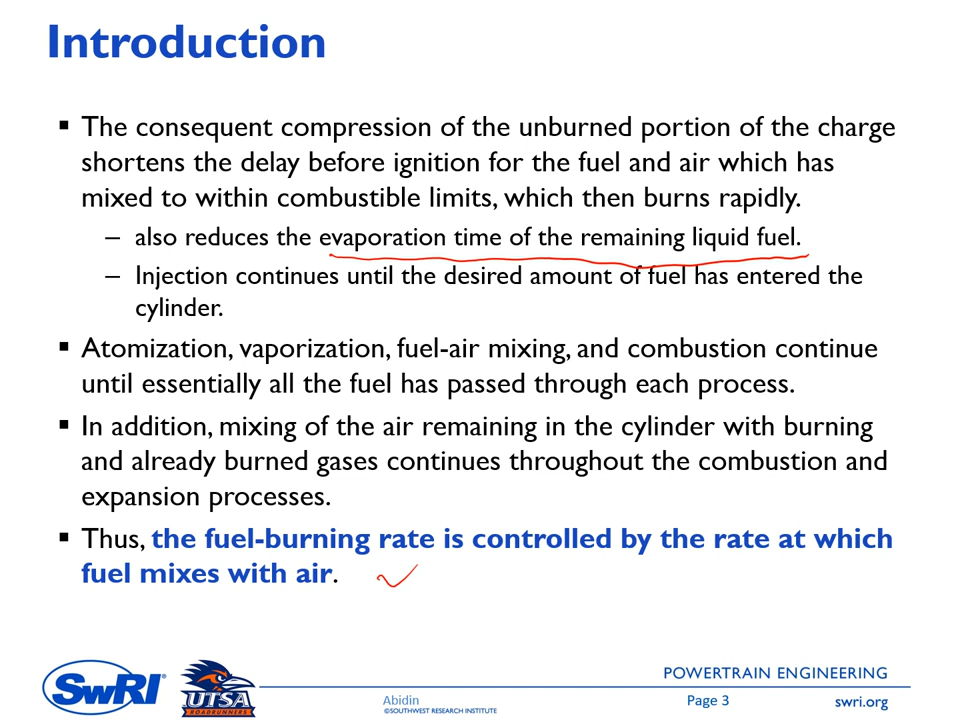 Introduction
▪ The consequent compression of the unburned portion of the charge
shortens the delay before ignition for the fuel and air which has
mixed to within combustible limits, which then burns rapidly.
– also reduces the evaporation time of the remaining liquid fuel.
– Injection continues until the desired amount of fuel has entered the
cylinder.
▪ Atomization, vaporization, fuel-air mixing, and combustion continue
until essentially all the fuel has passed through each process.
▪ In addition, mixing of the air remaining in the cylinder with burning
and already burned gases continues throughout the combustion and
expansion processes.
▪ Thus, the fuel-burning rate is controlled by the rate at which
fuel mixes with air.
POWERTRAIN ENGINEERING
SwRI®
UTSA
ROADRUNNERS
Abidin
©SOUTHWEST RESEARCH INSTITUTE
Page 3
swri.org